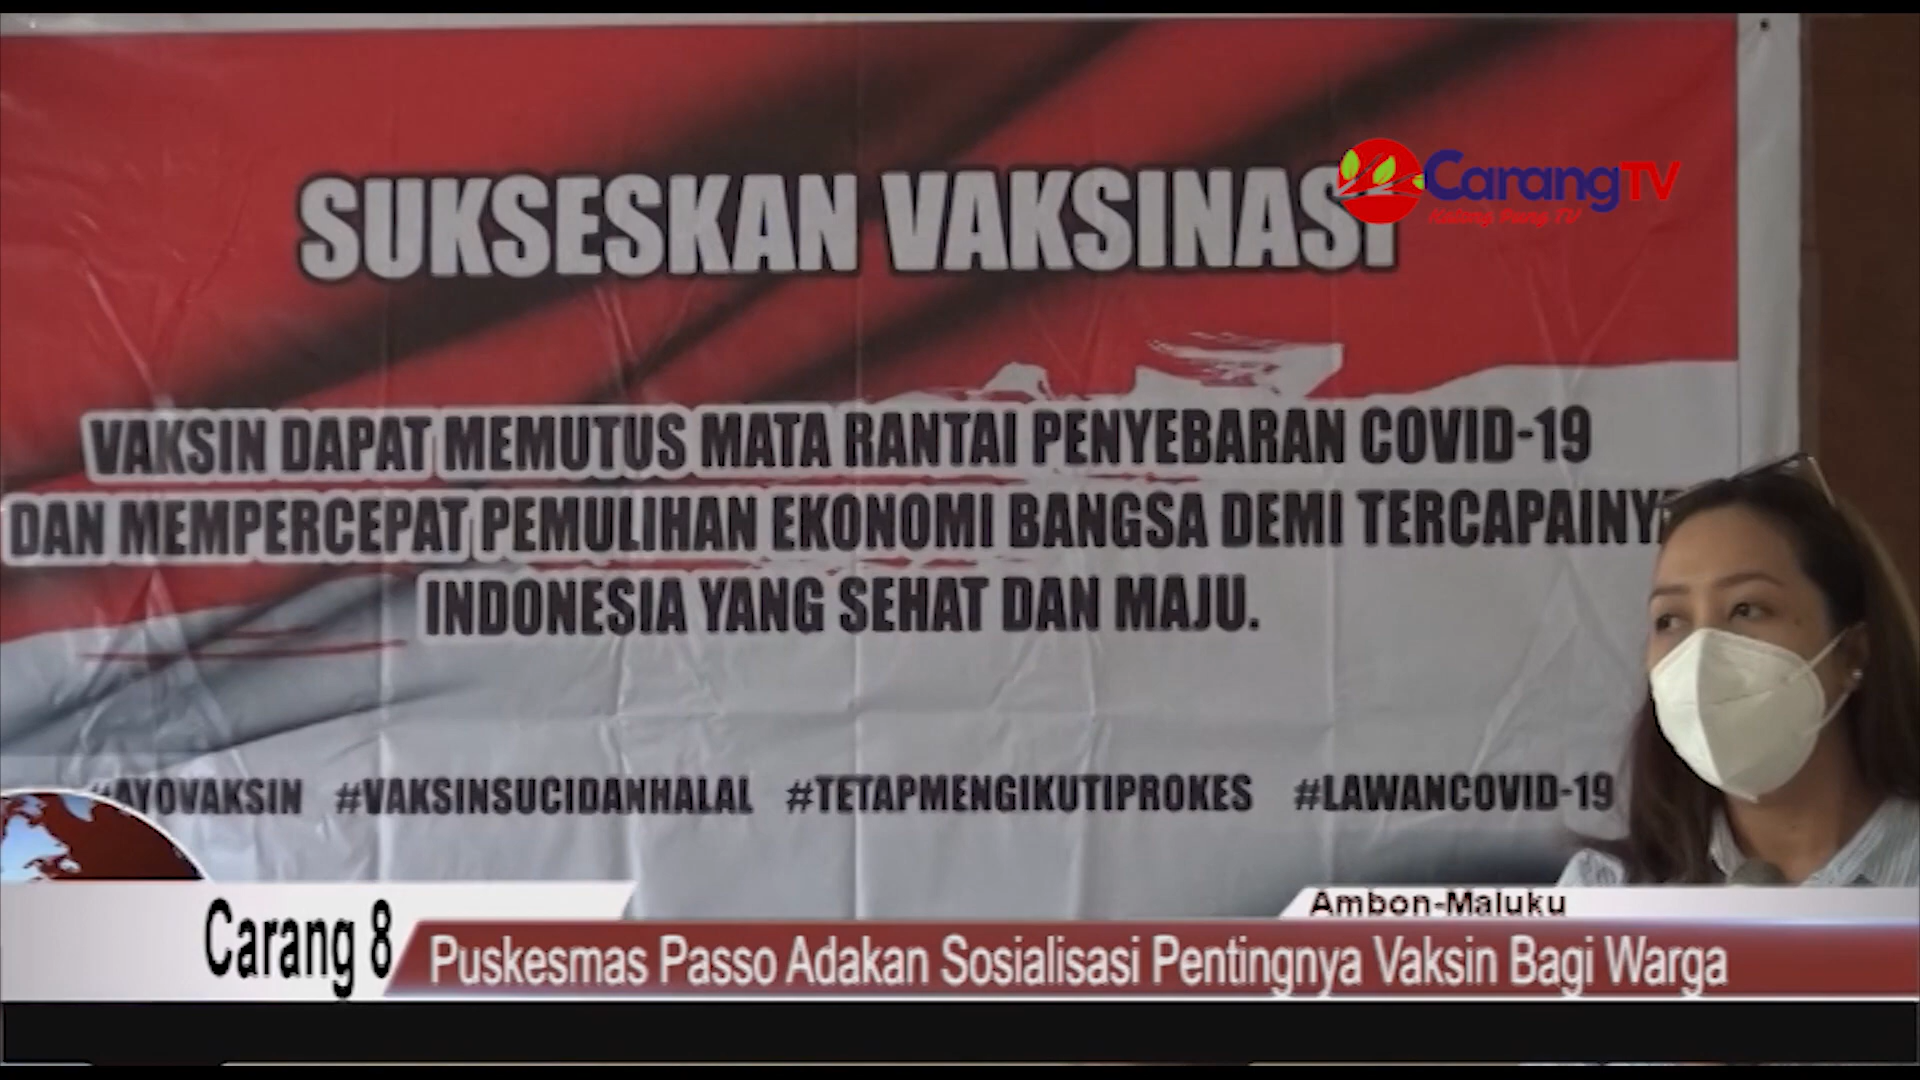 SUKSESKAN VAKSINASI
CarangTV
VAKSIN DAPAT MEMUTUS MATA RANTAI PENYEBARAN COVID-19
DAN MEMPERCEPAT PEMULIHAN EKONOMI BANGSA DEMI TERCAPAINYA
INDONESIA YANG SEHAT DAN MAJU.
#AYOVAKSIN #VAKSINSUCIDANHALAL #TETAPMENGIKUTIPROKES #LAWANCOVID-19
Ambon-Maluku
Carang 8
Puskesmas Passo Adakan Sosialisasi Pentingnya Vaksin Bagi Warga